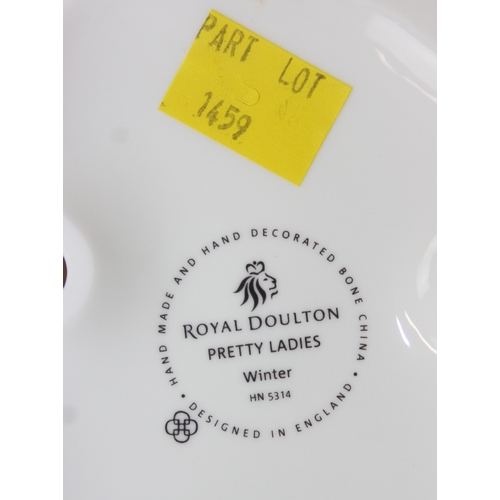 PART LOT
1459
HAND MADE AND HAND DECORATED BONE CHINA
ROYAL DOULTON
PRETTY LADIES
Winter
HN 5314
• DESIGNED IN ENGLAND •